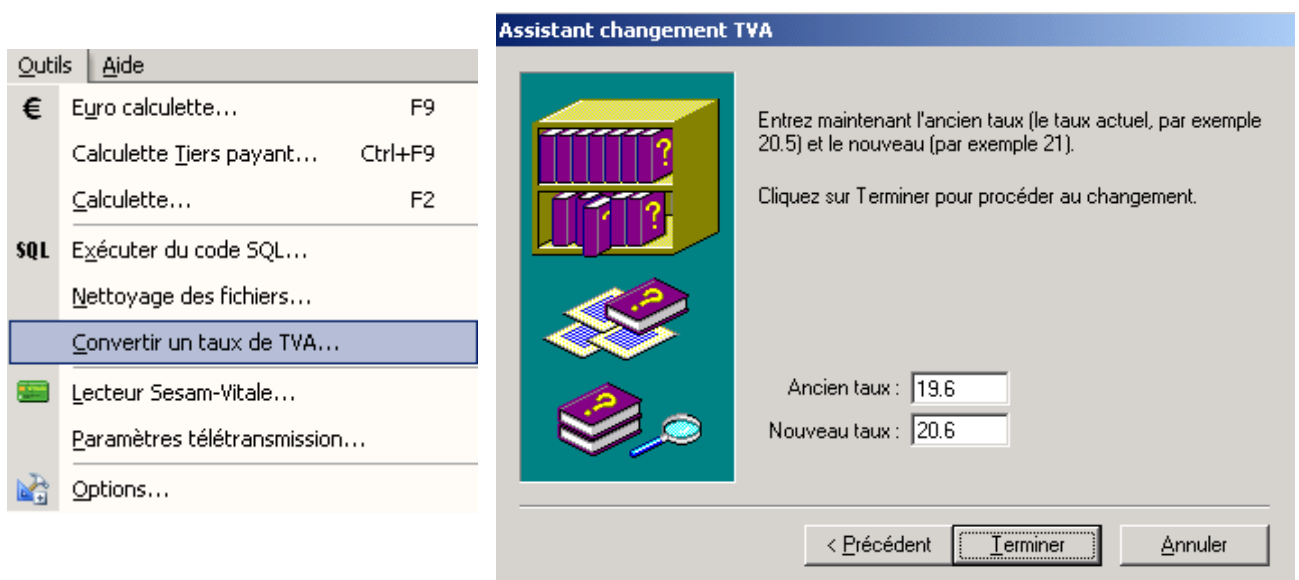 Outils Aide
€ Euro calculette... F9
Calculette Tiers payant... Ctrl+F9
Calculette... F2
SQL Exécuter du code SQL...
Nettoyage des fichiers...
Convertir un taux de TVA...
Lecteur Sesam-Vitale...
Paramètres télétransmission...
Options...
Assistant changement TVA
Entrez maintenant l'ancien taux (le taux actuel, par exemple
20.5) et le nouveau (par exemple 21).
Cliquez sur Terminer pour procéder au changement.
Ancien taux : 19.6
Nouveau taux : 20.6
< Précédent Terminer Annuler